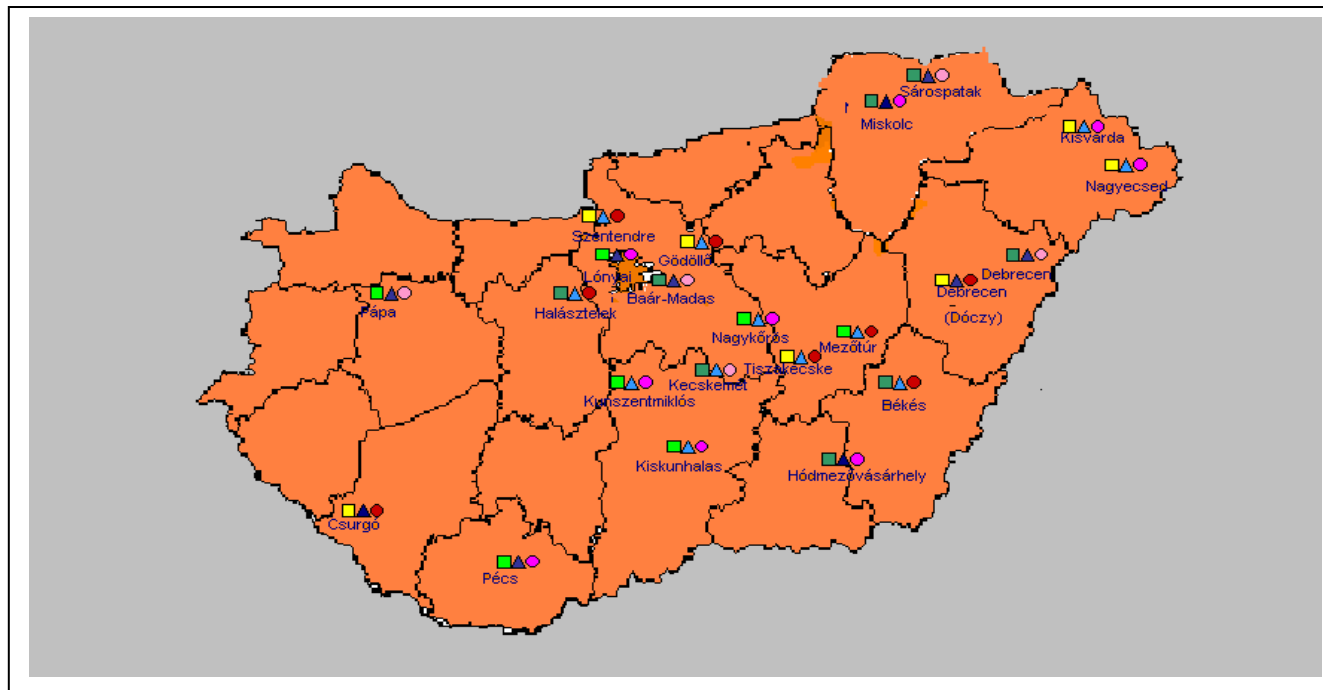 Sárospatak
Miskolc
Kisvárda
Nagyecsed
Szentendre
Gödöllő
Lónyai
Debrecen
Baár-Madas
Debrecen
(Dóczy)
Pápa
Halásztelek
Nagykőrös
Mezőtúr
Tiszakécske
Kecskemét
Kunszentmiklós
Békés
Kiskunhalas
Hódmezővásárhely
Csurgó
Pécs